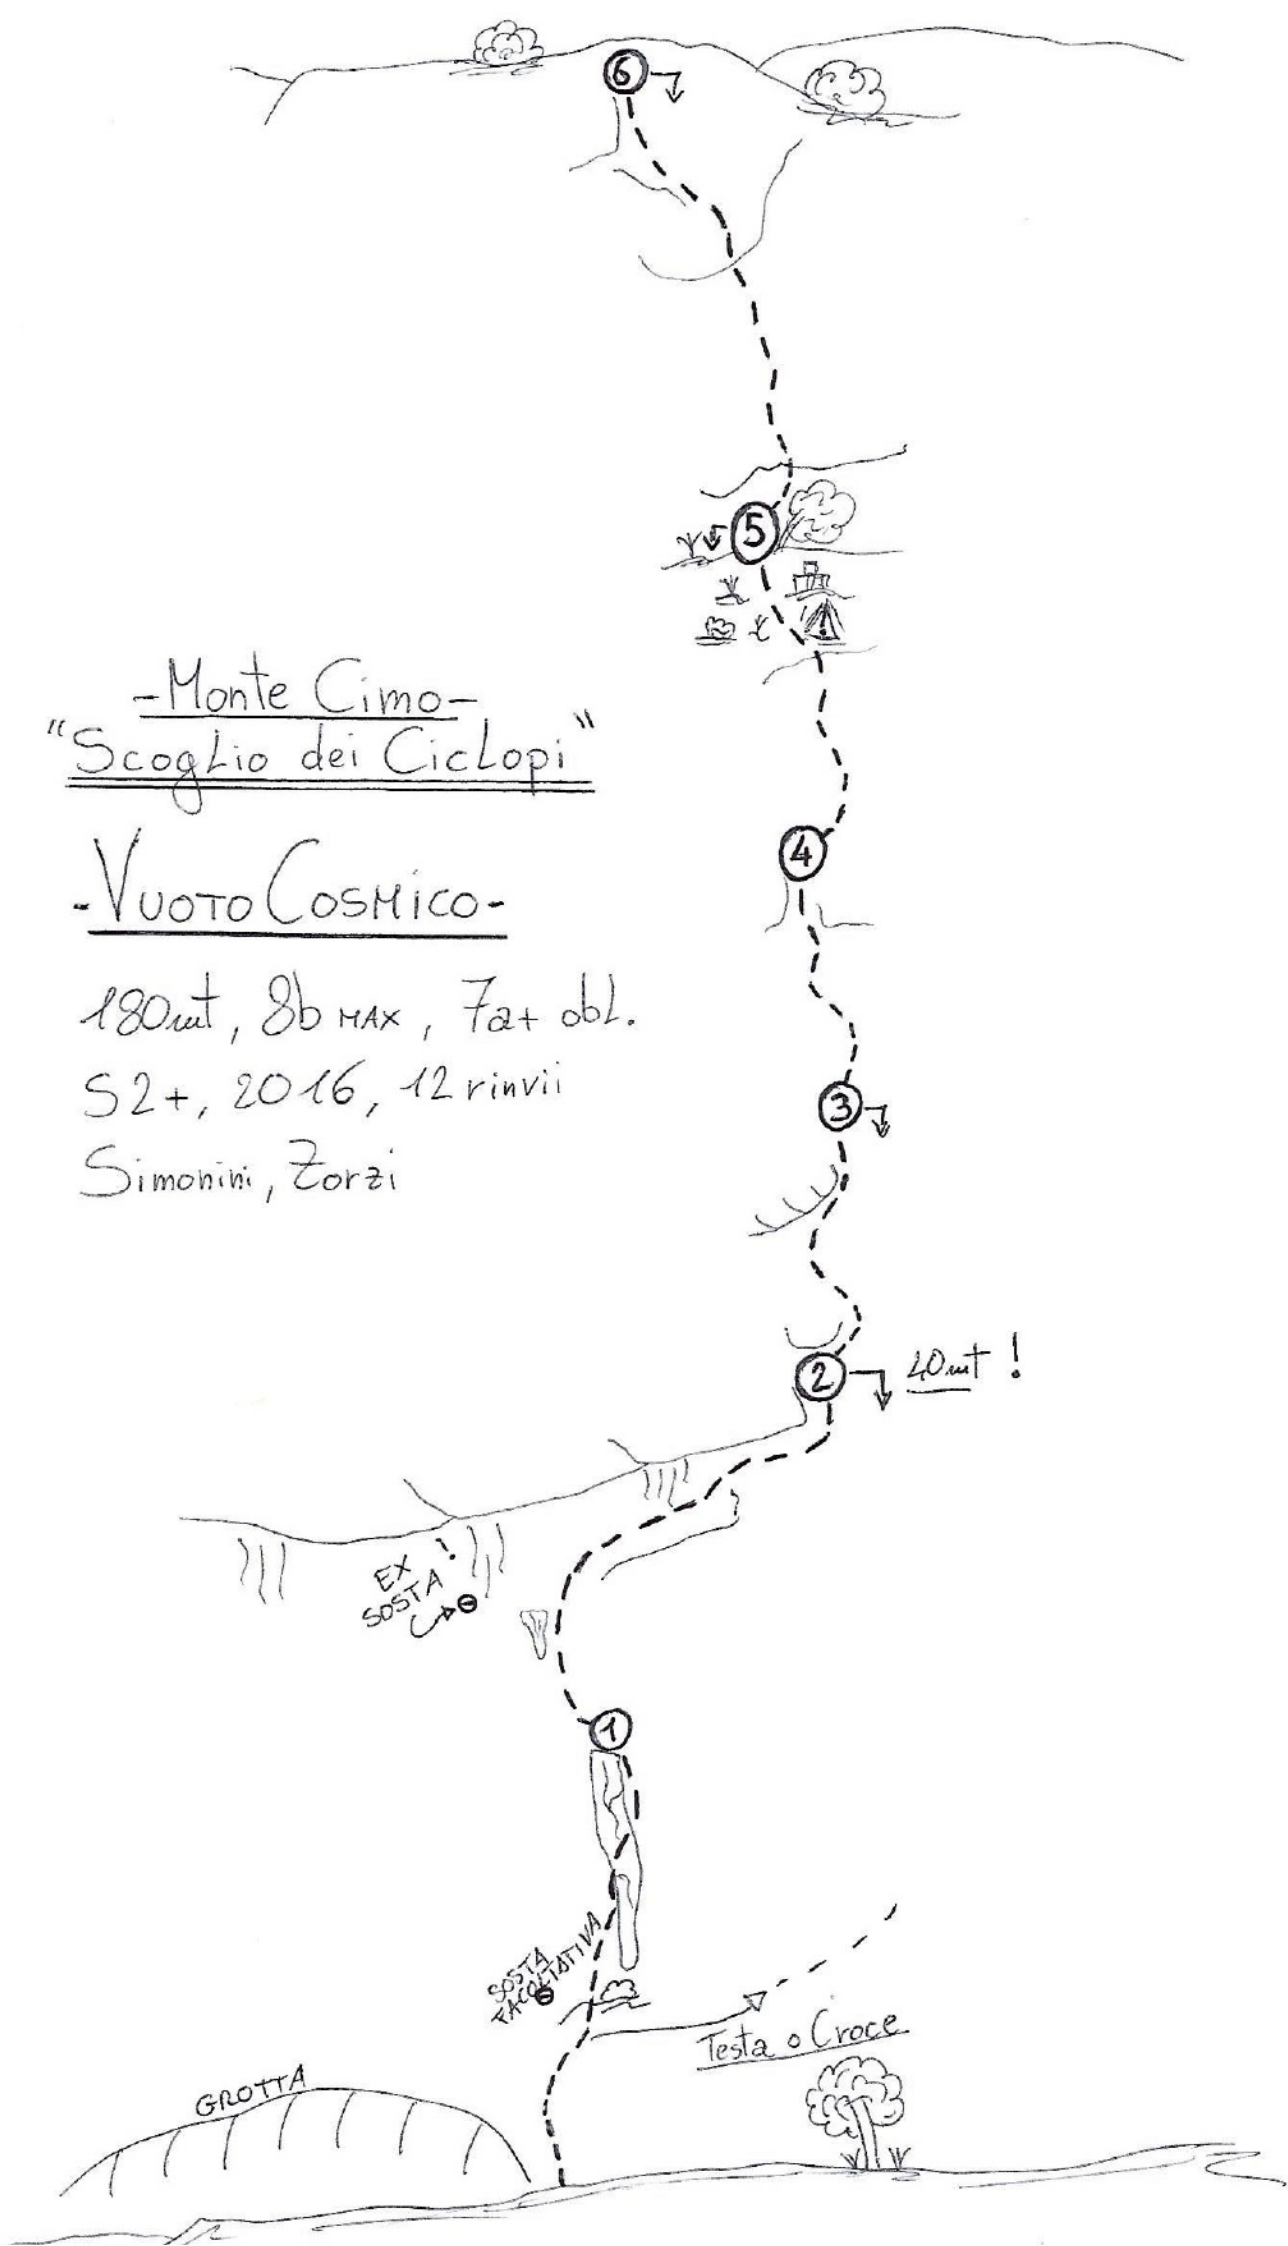 6
5
-Monte Cimo-
"Scoglio dei Ciclopi"
-VUOTO COSMICO-
180mt, 8b MAX, 7a+ obl.
S2+, 2016, 12 rinvii
Simonini, Zorzi
4
3
2
40mt!
EX
SOSTA!
1
SOSTA
FACOLTATIVA
Testa o Croce
GROTTA